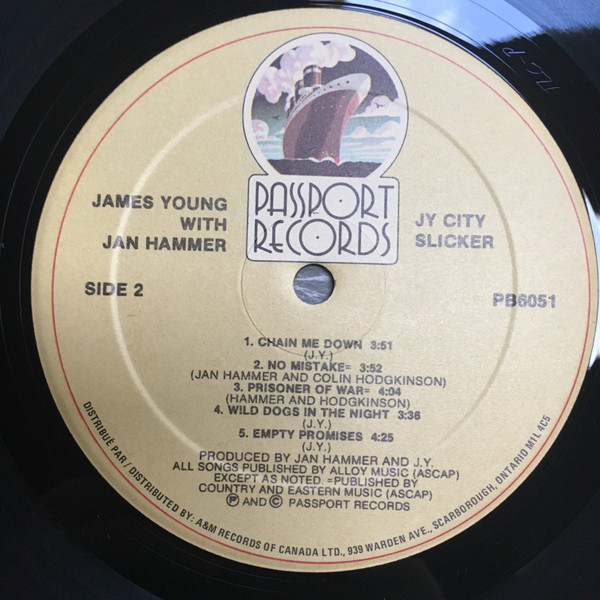 PASSPORT
RECORDS
JAMES YOUNG
WITH
JAN HAMMER
JY CITY
SLICKER
SIDE 2
PB6051
1. CHAIN ME DOWN 3:51
(J.Y.)
2. NO MISTAKE= 3:52
(JAN HAMMER AND COLIN HODGKINSON)
3. PRISONER OF WAR= 4:04
(HAMMER AND HODGKINSON)
4. WILD DOGS IN THE NIGHT 3:36
(J.Y.)
5. EMPTY PROMISES 4:25
(J.Y.)
PRODUCED BY JAN HAMMER AND J.Y.
ALL SONGS PUBLISHED BY ALLOY MUSIC (ASCAP)
EXCEPT AS NOTED. =PUBLISHED BY
COUNTRY AND EASTERN MUSIC (ASCAP)
Ⓟ AND © PASSPORT RECORDS
DISTRIBUÉ PAR/DISTRIBUTED BY: A&M RECORDS OF CANADA LTD., 939 WARDEN AVE., SCARBOROUGH, ONTARIO M1L 4C5